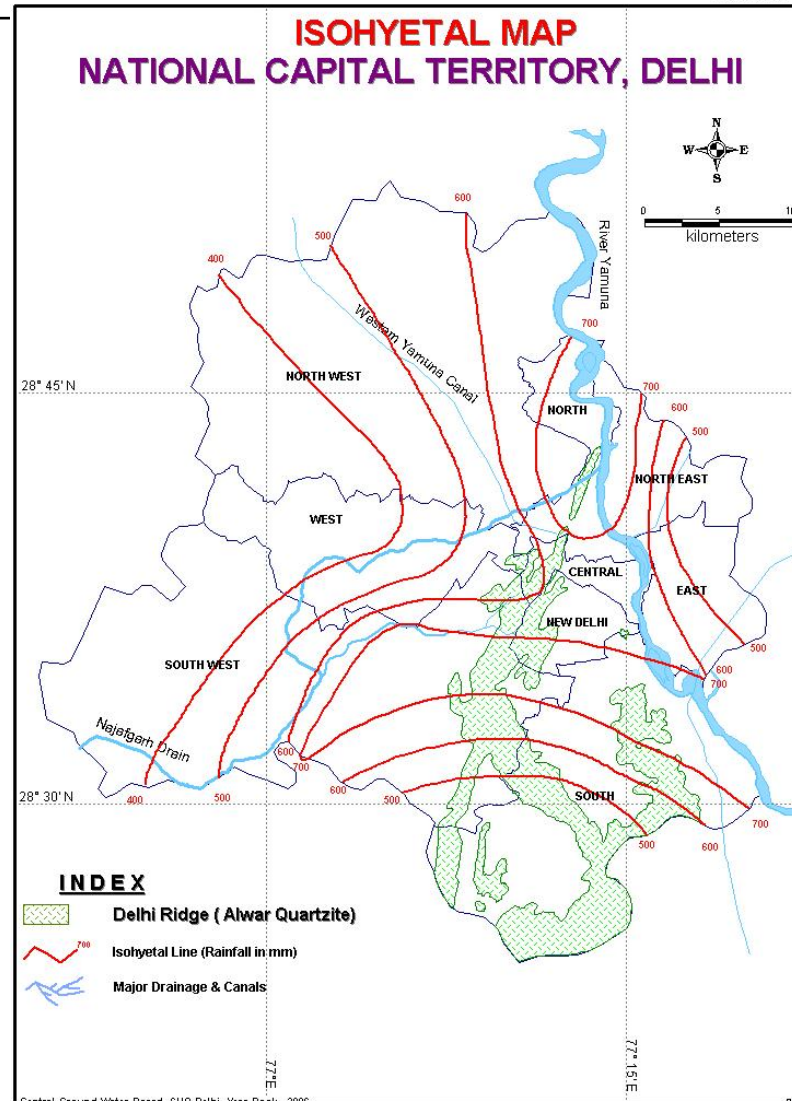 ISOHYETAL MAP
NATIONAL CAPITAL TERRITORY, DELHI
N
W E
S
0 5 10
kilometers
River Yamuna
600
500
400
Westarn Yamuna Canal
700
28° 45' N
NORTH WEST
NORTH
700
600
500
NORTH EAST
WEST
CENTRAL
EAST
NEW DELHI
500
SOUTH WEST
600
700
Najafgarh Drain
600
700
400
500
600
500
SOUTH
28° 30' N
700
500
600
INDEX
Delhi Ridge ( Alwar Quartzite)
700
Isohyetal Line (Rainfall in mm)
Major Drainage & Canals
77°E
77° 15'E